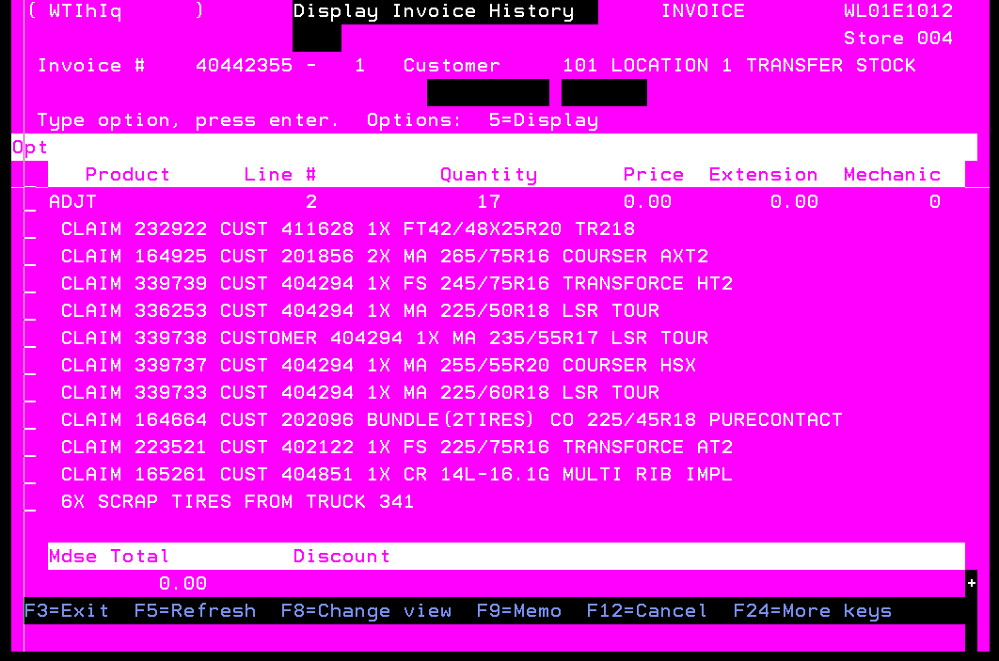 ( WTIhIq ) Display Invoice History INVOICE WL01E1012
Store 004
Invoice # 40442355 - 1 Customer 101 LOCATION 1 TRANSFER STOCK
Type option, press enter. Options: 5=Display
Opt
Product Line # Quantity Price Extension Mechanic
_ ADJT 2 17 0.00 0.00 0
_ CLAIM 232922 CUST 411628 1X FT42/48X25R20 TR218
_ CLAIM 164925 CUST 201856 2X MA 265/75R16 COURSER AXT2
_ CLAIM 339739 CUST 404294 1X FS 245/75R16 TRANSFORCE HT2
_ CLAIM 336253 CUST 404294 1X MA 225/50R18 LSR TOUR
_ CLAIM 339738 CUSTOMER 404294 1X MA 235/55R17 LSR TOUR
_ CLAIM 339737 CUST 404294 1X MA 255/55R20 COURSER HSX
_ CLAIM 339733 CUST 404294 1X MA 225/60R18 LSR TOUR
_ CLAIM 164664 CUST 202096 BUNDLE(2TIRES) CO 225/45R18 PURECONTACT
_ CLAIM 223521 CUST 402122 1X FS 225/75R16 TRANSFORCE AT2
_ CLAIM 165261 CUST 404851 1X CR 14L-16.1G MULTI RIB IMPL
_ 6X SCRAP TIRES FROM TRUCK 341
Mdse Total Discount
0.00 +
F3=Exit F5=Refresh F8=Change view F9=Memo F12=Cancel F24=More keys